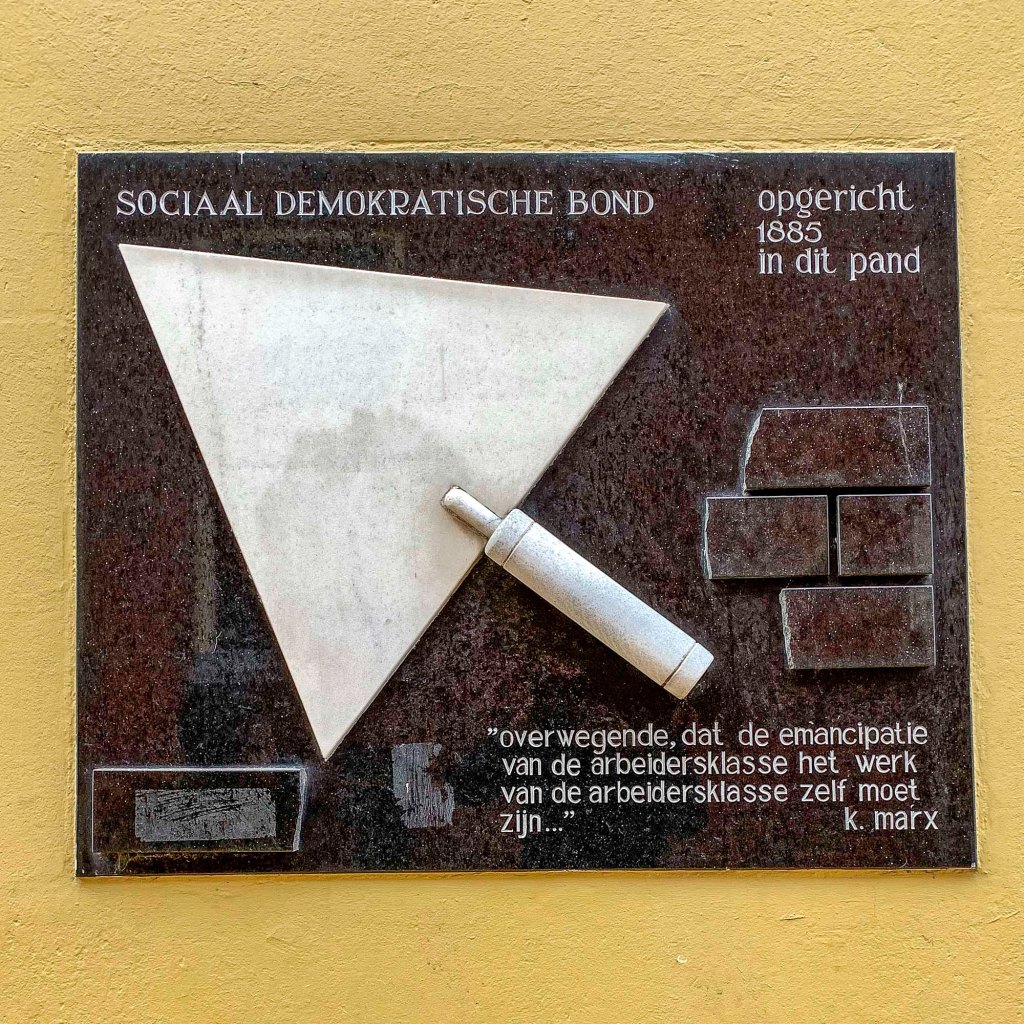 SOCIAAL DEMOKRATISCHE BOND
opgericht
1885
in dit pand
"overwegende, dat de emancipatie
van de arbeidersklasse het werk
van de arbeidersklasse zelf moet
zijn..."
k. marx